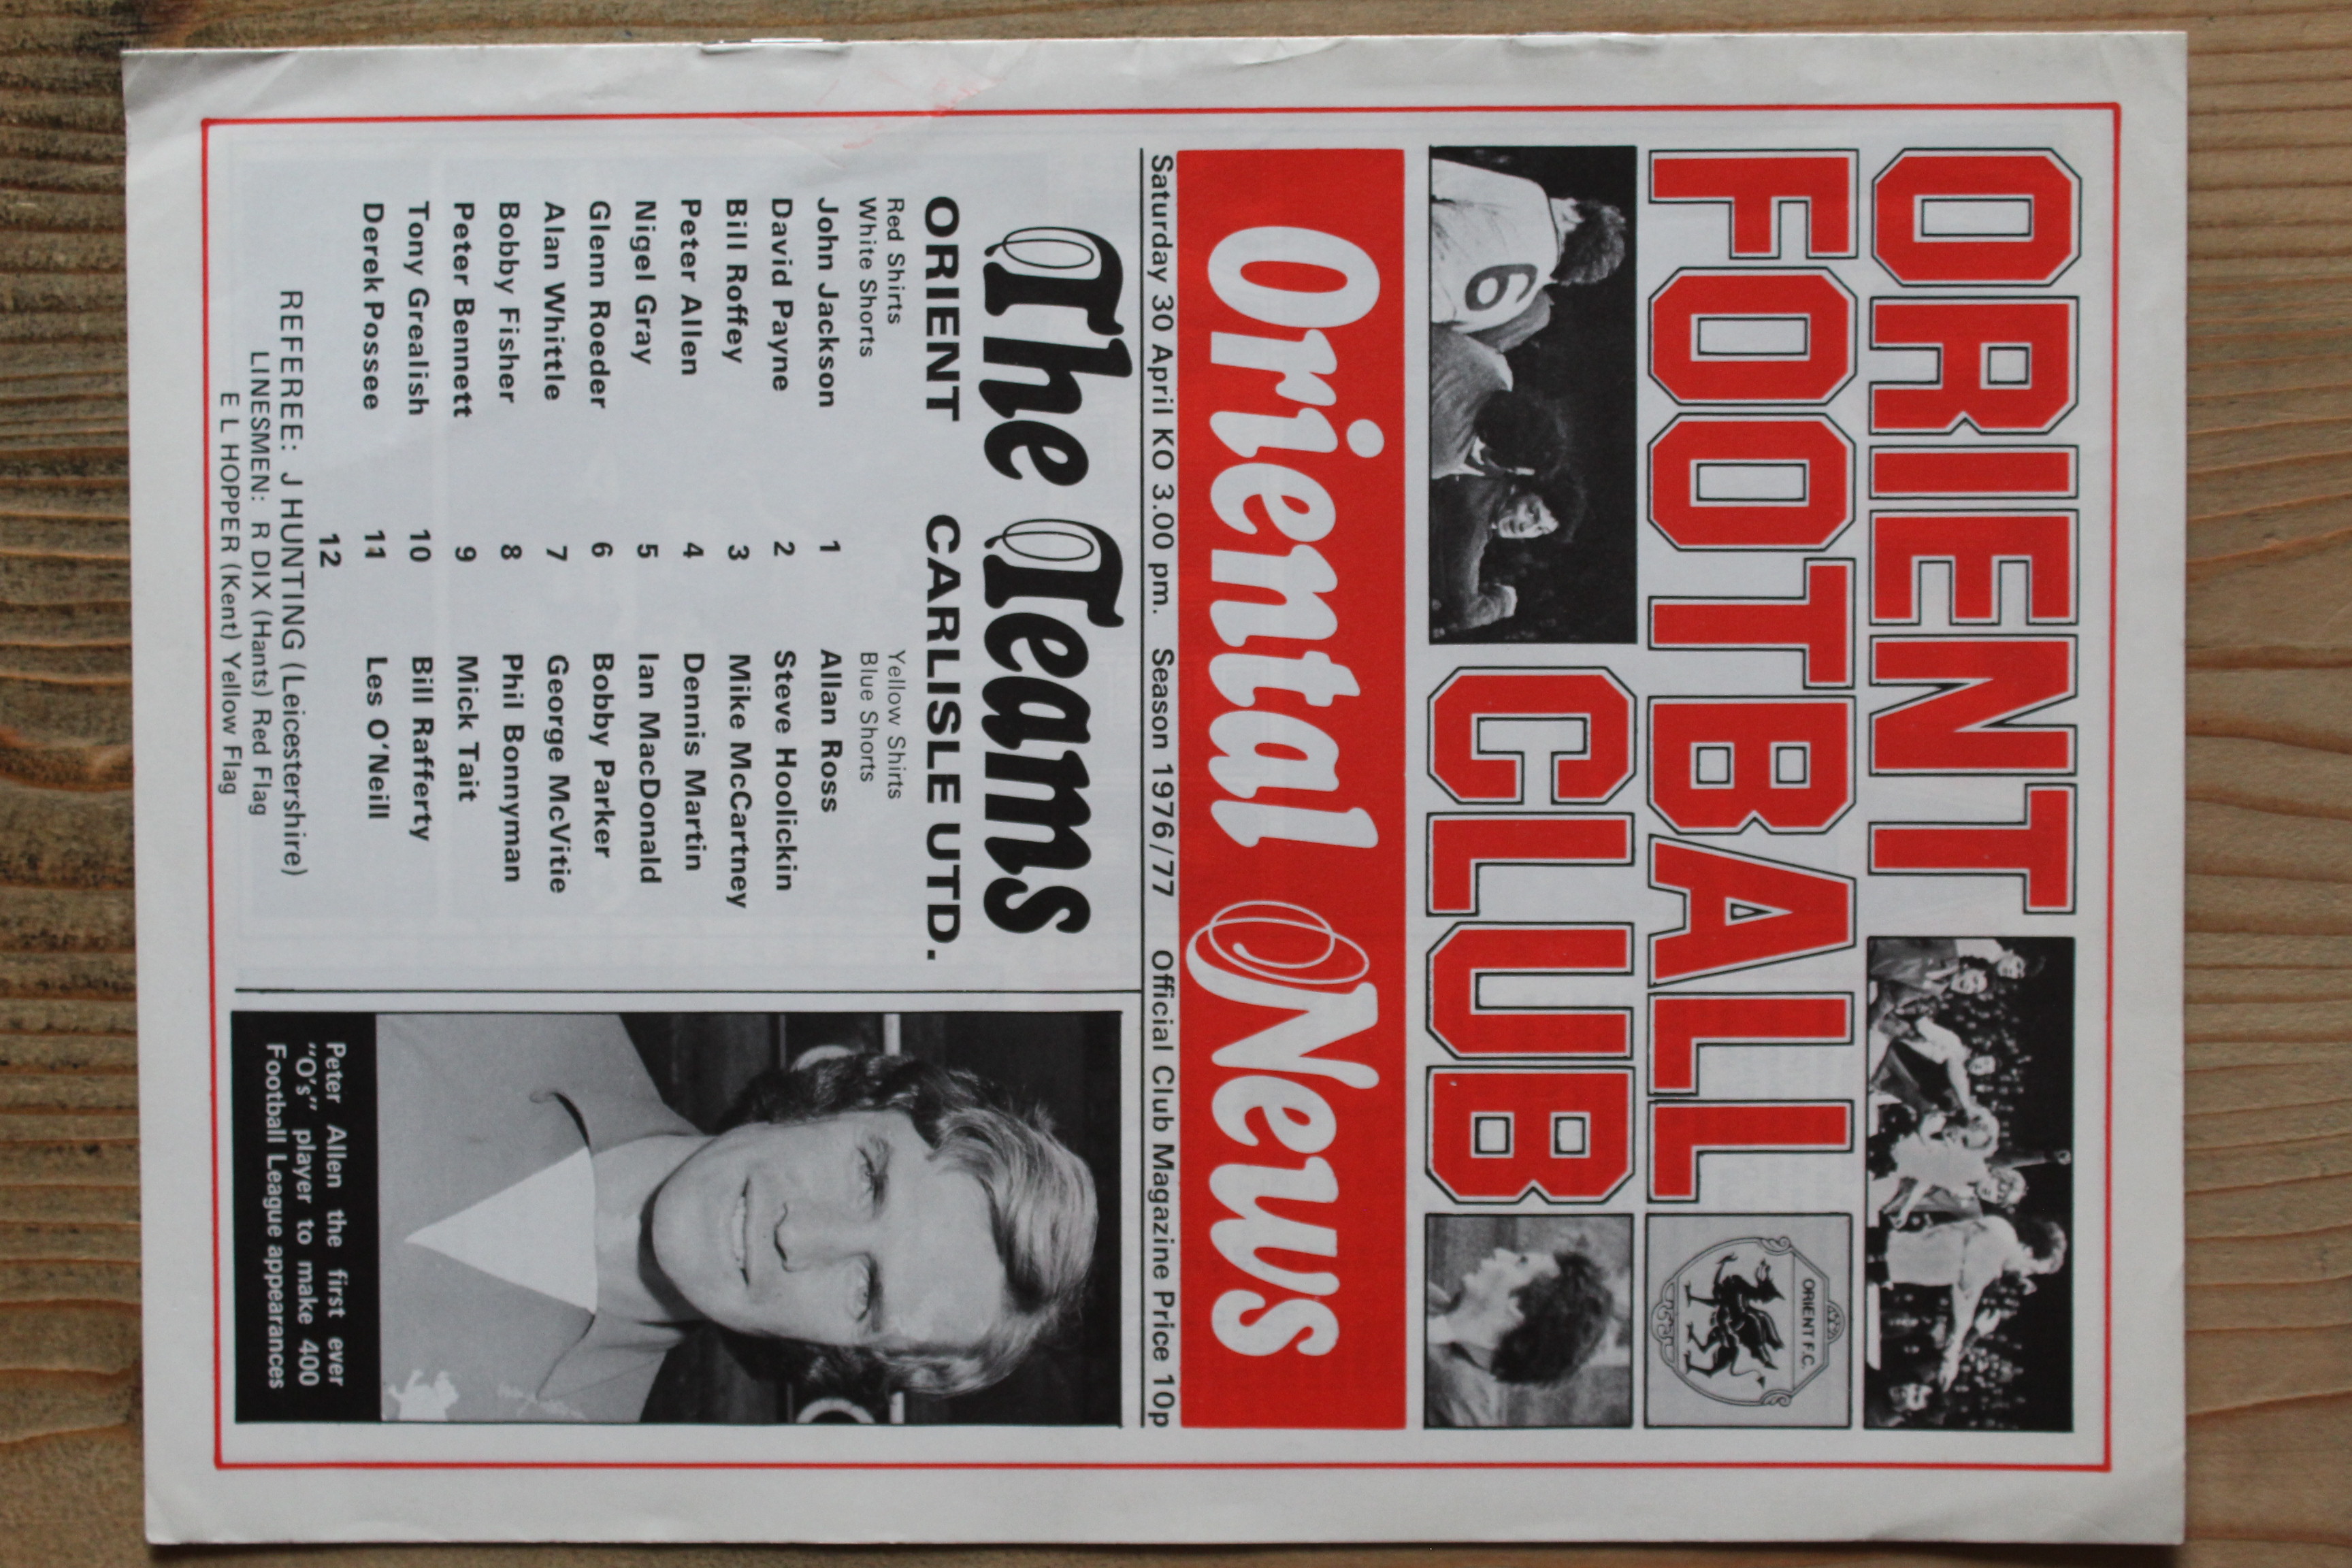 ORIENT
FOOTBALL
CLUB
ORIENT F.C.
6
Oriental News
Saturday 30 April KO 3.00 pm. Season 1976/77 Official Club Magazine Price 10p
The Teams
ORIENT CARLISLE UTD.
Red Shirts Yellow Shirts
White Shorts Blue Shorts
John Jackson 1 Allan Ross
David Payne 2 Steve Hoolickin
Bill Roffey 3 Mike McCartney
Peter Allen 4 Dennis Martin
Nigel Gray 5 Ian MacDonald
Glenn Roeder 6 Bobby Parker
Alan Whittle 7 George McVitie
Bobby Fisher 8 Phil Bonnyman
Peter Bennett 9 Mick Tait
Tony Grealish 10 Bill Rafferty
Derek Possee 11 Les O'Neill
12
REFEREE: J HUNTING (Leicestershire)
LINESMEN: R DIX (Hants) Red Flag
E L HOPPER (Kent) Yellow Flag
Peter Allen the first ever
"O's" player to make 400
Football League appearances